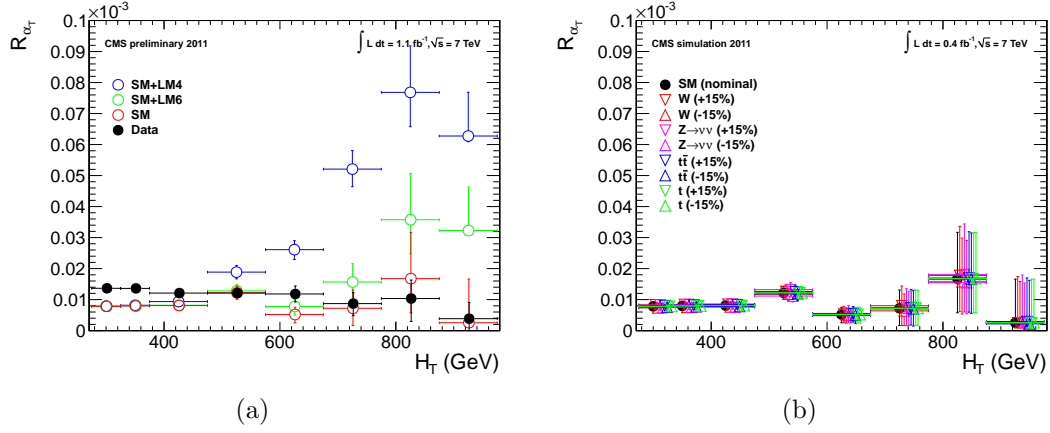 ×10⁻³
R_{α_T}
0.1
0.09
0.08
0.07
0.06
0.05
0.04
0.03
0.02
0.01
0
CMS preliminary 2011
∫ L dt = 1.1 fb⁻¹, √s = 7 TeV
SM+LM4
SM+LM6
SM
Data
400
600
800
H_T (GeV)
(a)
×10⁻³
R_{α_T}
0.1
0.09
0.08
0.07
0.06
0.05
0.04
0.03
0.02
0.01
0
CMS simulation 2011
∫ L dt = 0.4 fb⁻¹, √s = 7 TeV
SM (nominal)
W (+15%)
W (-15%)
Z→νν (+15%)
Z→νν (-15%)
tt̄ (+15%)
tt̄ (-15%)
t (+15%)
t (-15%)
400
600
800
H_T (GeV)
(b)